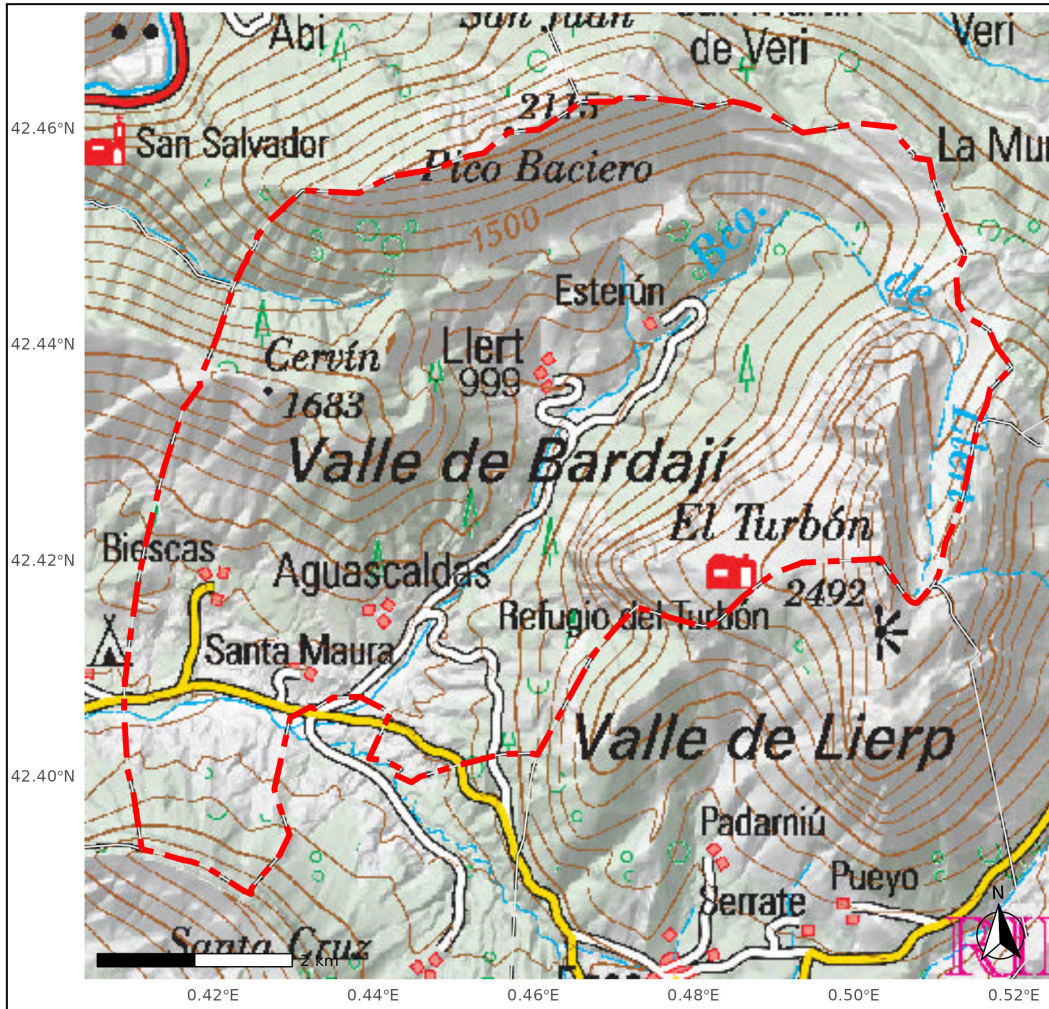 San Juan
Abi
de Veri
Veri
42.46°N
2115
San Salvador
La Mur
Pico Baciero
1500
Bco.
de
Esterún
42.44°N
Llert
Cervín
999
1683
Llert
Valle de Bardají
El Turbón
Biescas
42.42°N
Aguascaldas
2492
Refugio del Turbón
Santa Maura
Valle de Lierp
42.40°N
Padarniú
Pueyo
Serrate
N
Santa Cruz
2 km
0.42°E
0.44°E
0.46°E
0.48°E
0.50°E
0.52°E